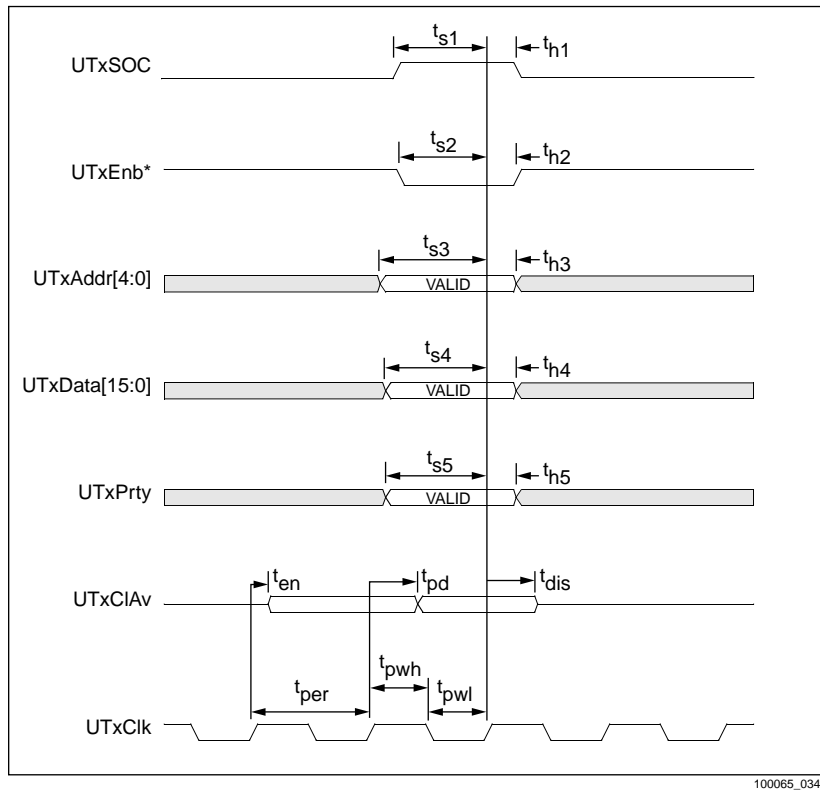 ts1 th1
UTxSOC
ts2 th2
UTxEnb*
ts3 th3
UTxAddr[4:0] VALID
ts4 th4
UTxData[15:0] VALID
ts5 th5
UTxPrty VALID
ten tpd tdis
UTxClAv
tper tpwh tpwl
UTxClk
100065_034